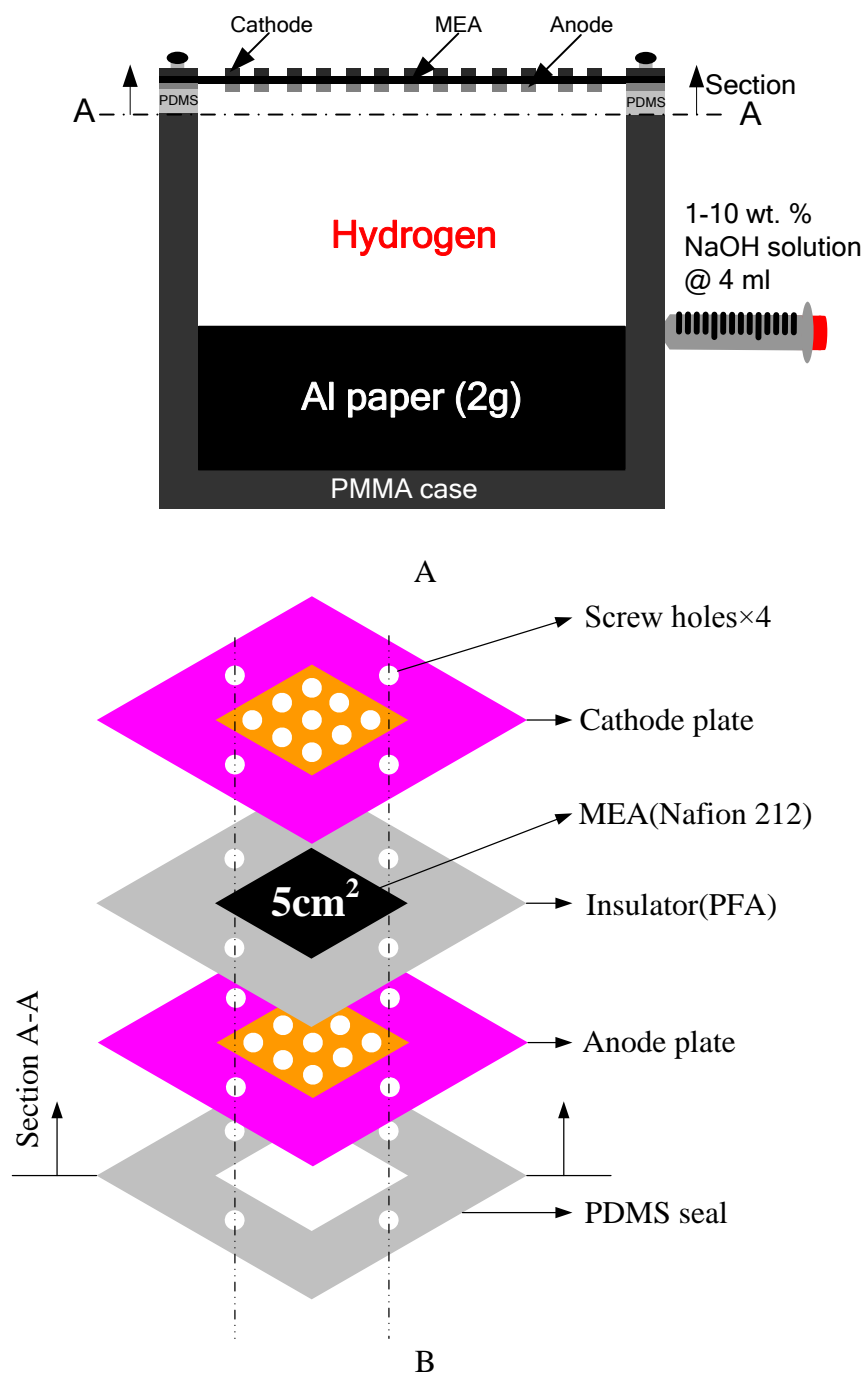 Cathode
MEA
Anode
Section
PDMS
PDMS
A
A
Hydrogen
1-10 wt. %
NaOH solution
@ 4 ml
Al paper (2g)
PMMA case
A
Screw holes×4
Cathode plate
MEA(Nafion 212)
5cm²
Insulator(PFA)
Section A-A
Anode plate
PDMS seal
B